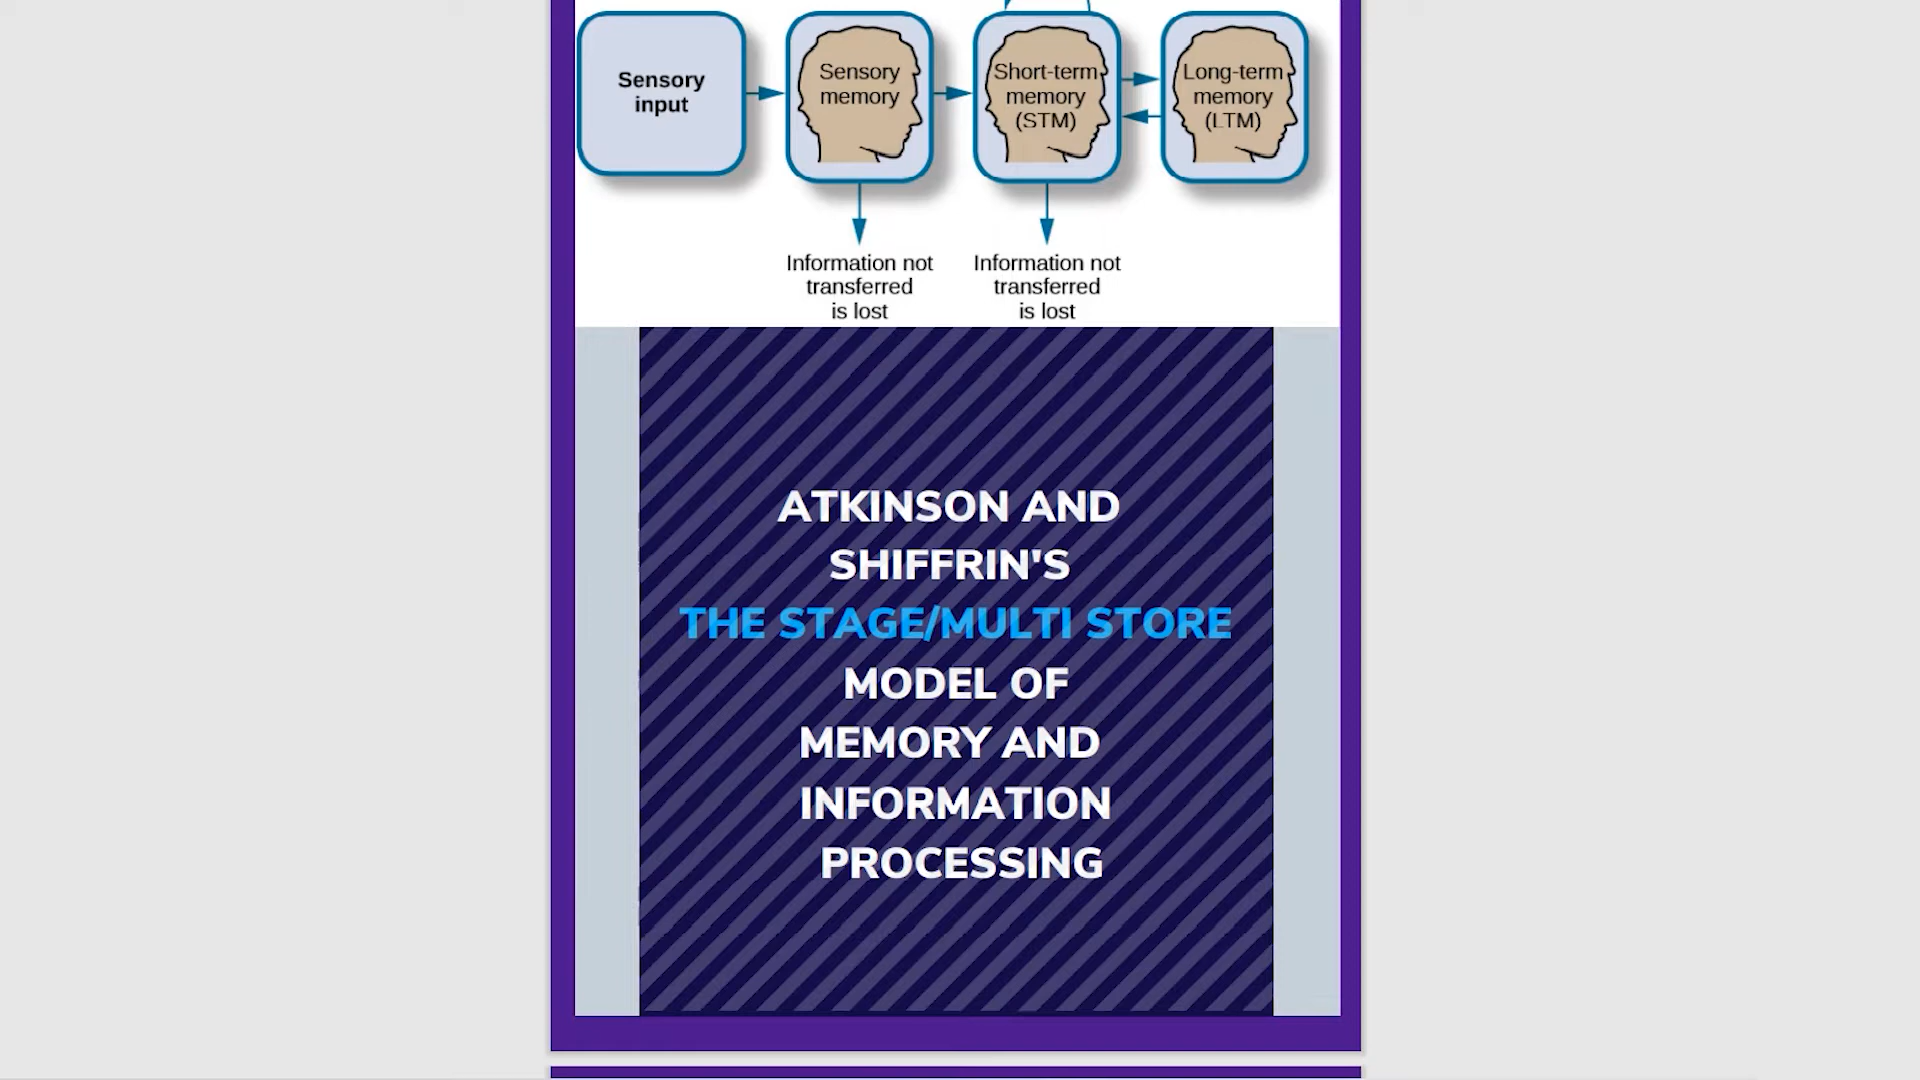 Sensory
input
Sensory
memory
Short-term
memory
(STM)
Long-term
memory
(LTM)
Information not
transferred
is lost
Information not
transferred
is lost
ATKINSON AND
SHIFFRIN'S
THE STAGE/MULTI STORE
MODEL OF
MEMORY AND
INFORMATION
PROCESSING